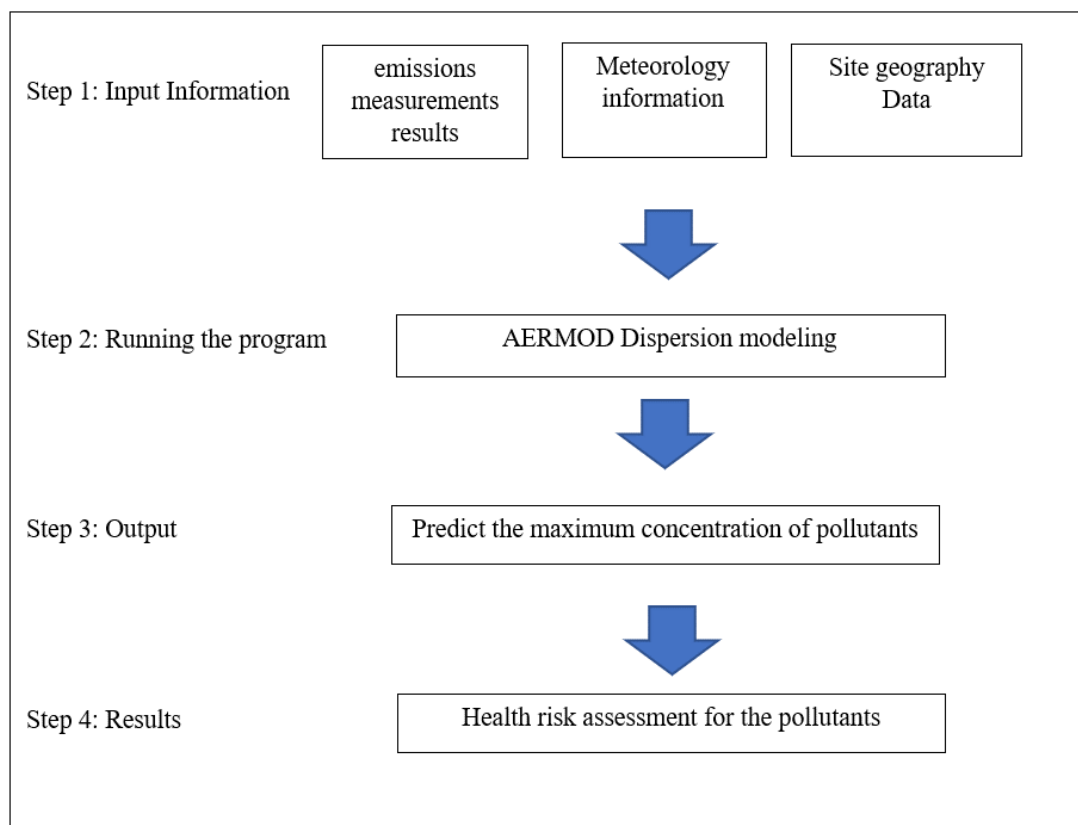 Step 1: Input Information
emissions
measurements
results
Meteorology
information
Site geography
Data
Step 2: Running the program
AERMOD Dispersion modeling
Step 3: Output
Predict the maximum concentration of pollutants
Step 4: Results
Health risk assessment for the pollutants